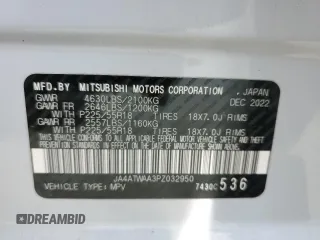 MFD.BY MITSUBISHI MOTORS CORPORATION, JAPAN
GVWR 4630LBS/2100KG DEC 2022
GAWR FR 2646LBS/1200KG
WITH P225/55R18 TIRES 18X7.0J RIMS
GAWR RR 2557LBS/1160KG
WITH P225/55R18 TIRES 18X7.0J RIMS
JA4ATWAA3PZ032950
VEHICLE TYPE: MPV 7430C 536
DEALERSHIP.COM